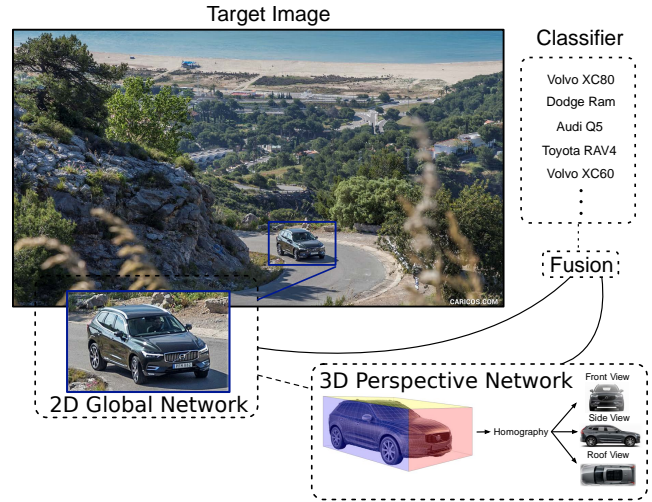 Target Image
Classifier
Volvo XC80
Dodge Ram
Audi Q5
Toyota RAV4
Volvo XC60
Fusion
CARICOS.COM
2D Global Network
3D Perspective Network
Front View
Side View
Homography
Roof View